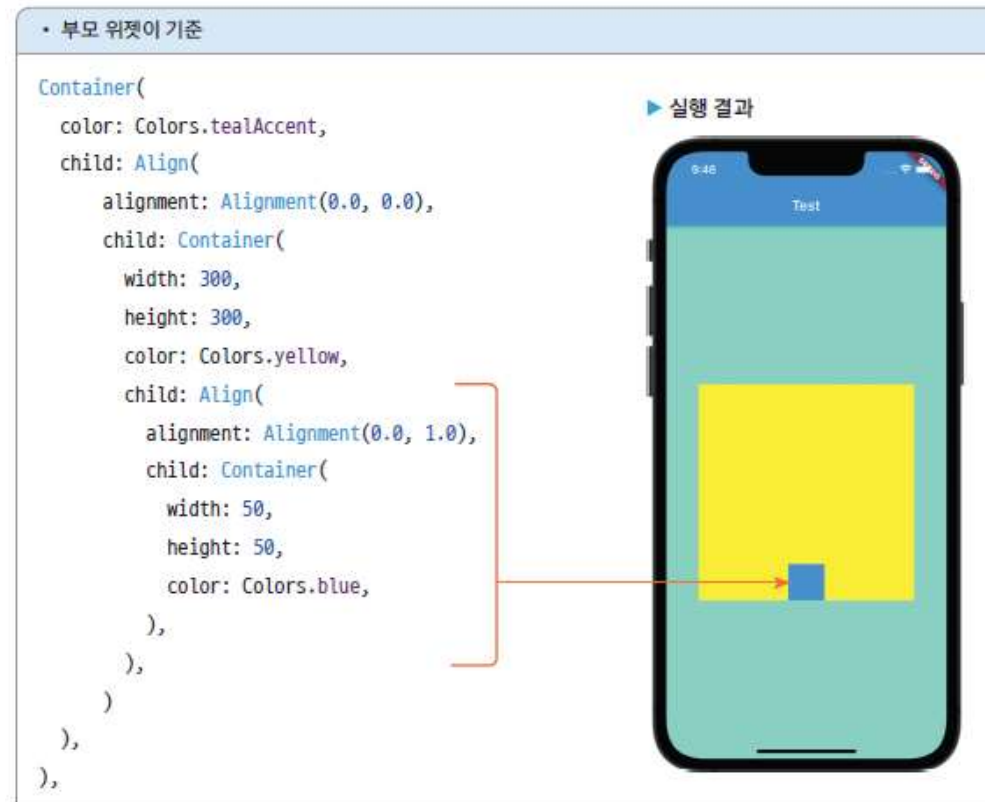 • 부모 위젯이 기준
Container(
color: Colors.tealAccent,
child: Align(
alignment: Alignment(0.0, 0.0),
child: Container(
width: 300,
height: 300,
color: Colors.yellow,
child: Align(
alignment: Alignment(0.0, 1.0),
child: Container(
width: 50,
height: 50,
color: Colors.blue,
),
),
)
),
),
▶ 실행 결과
9:46
Test